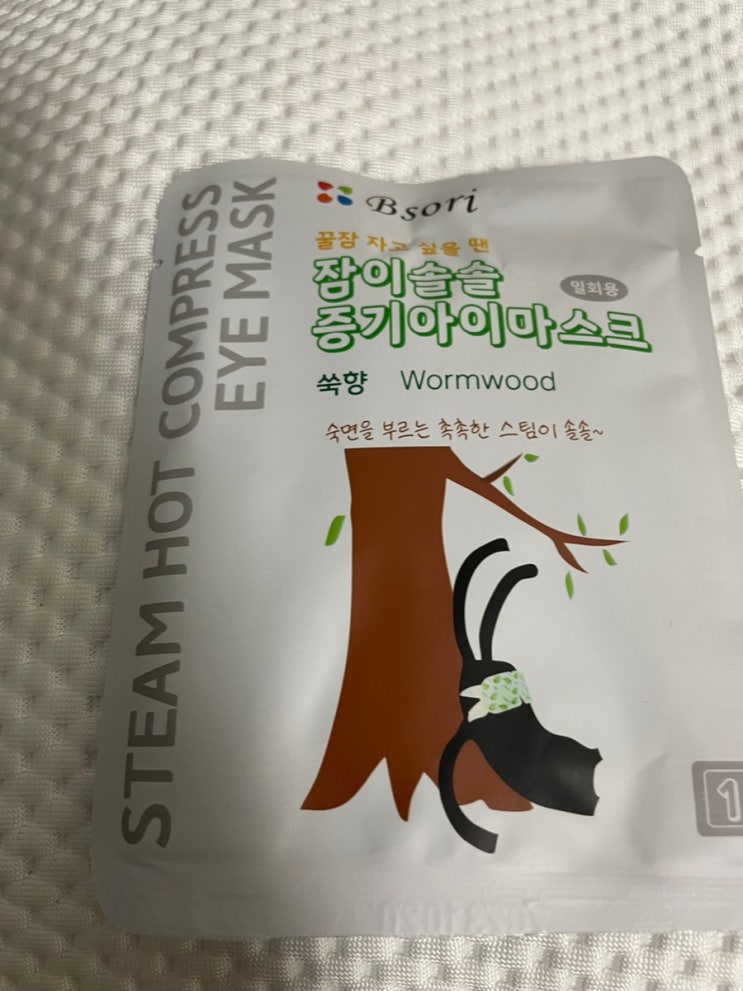 STEAM HOT COMPRESS
EYE MASK
Bsori
꿀잠 자고 싶을 땐
잠이솔솔
일회용
증기아이마스크
쑥향 Wormwood
숙면을 부르는 촉촉한 스팀이 솔솔~
1